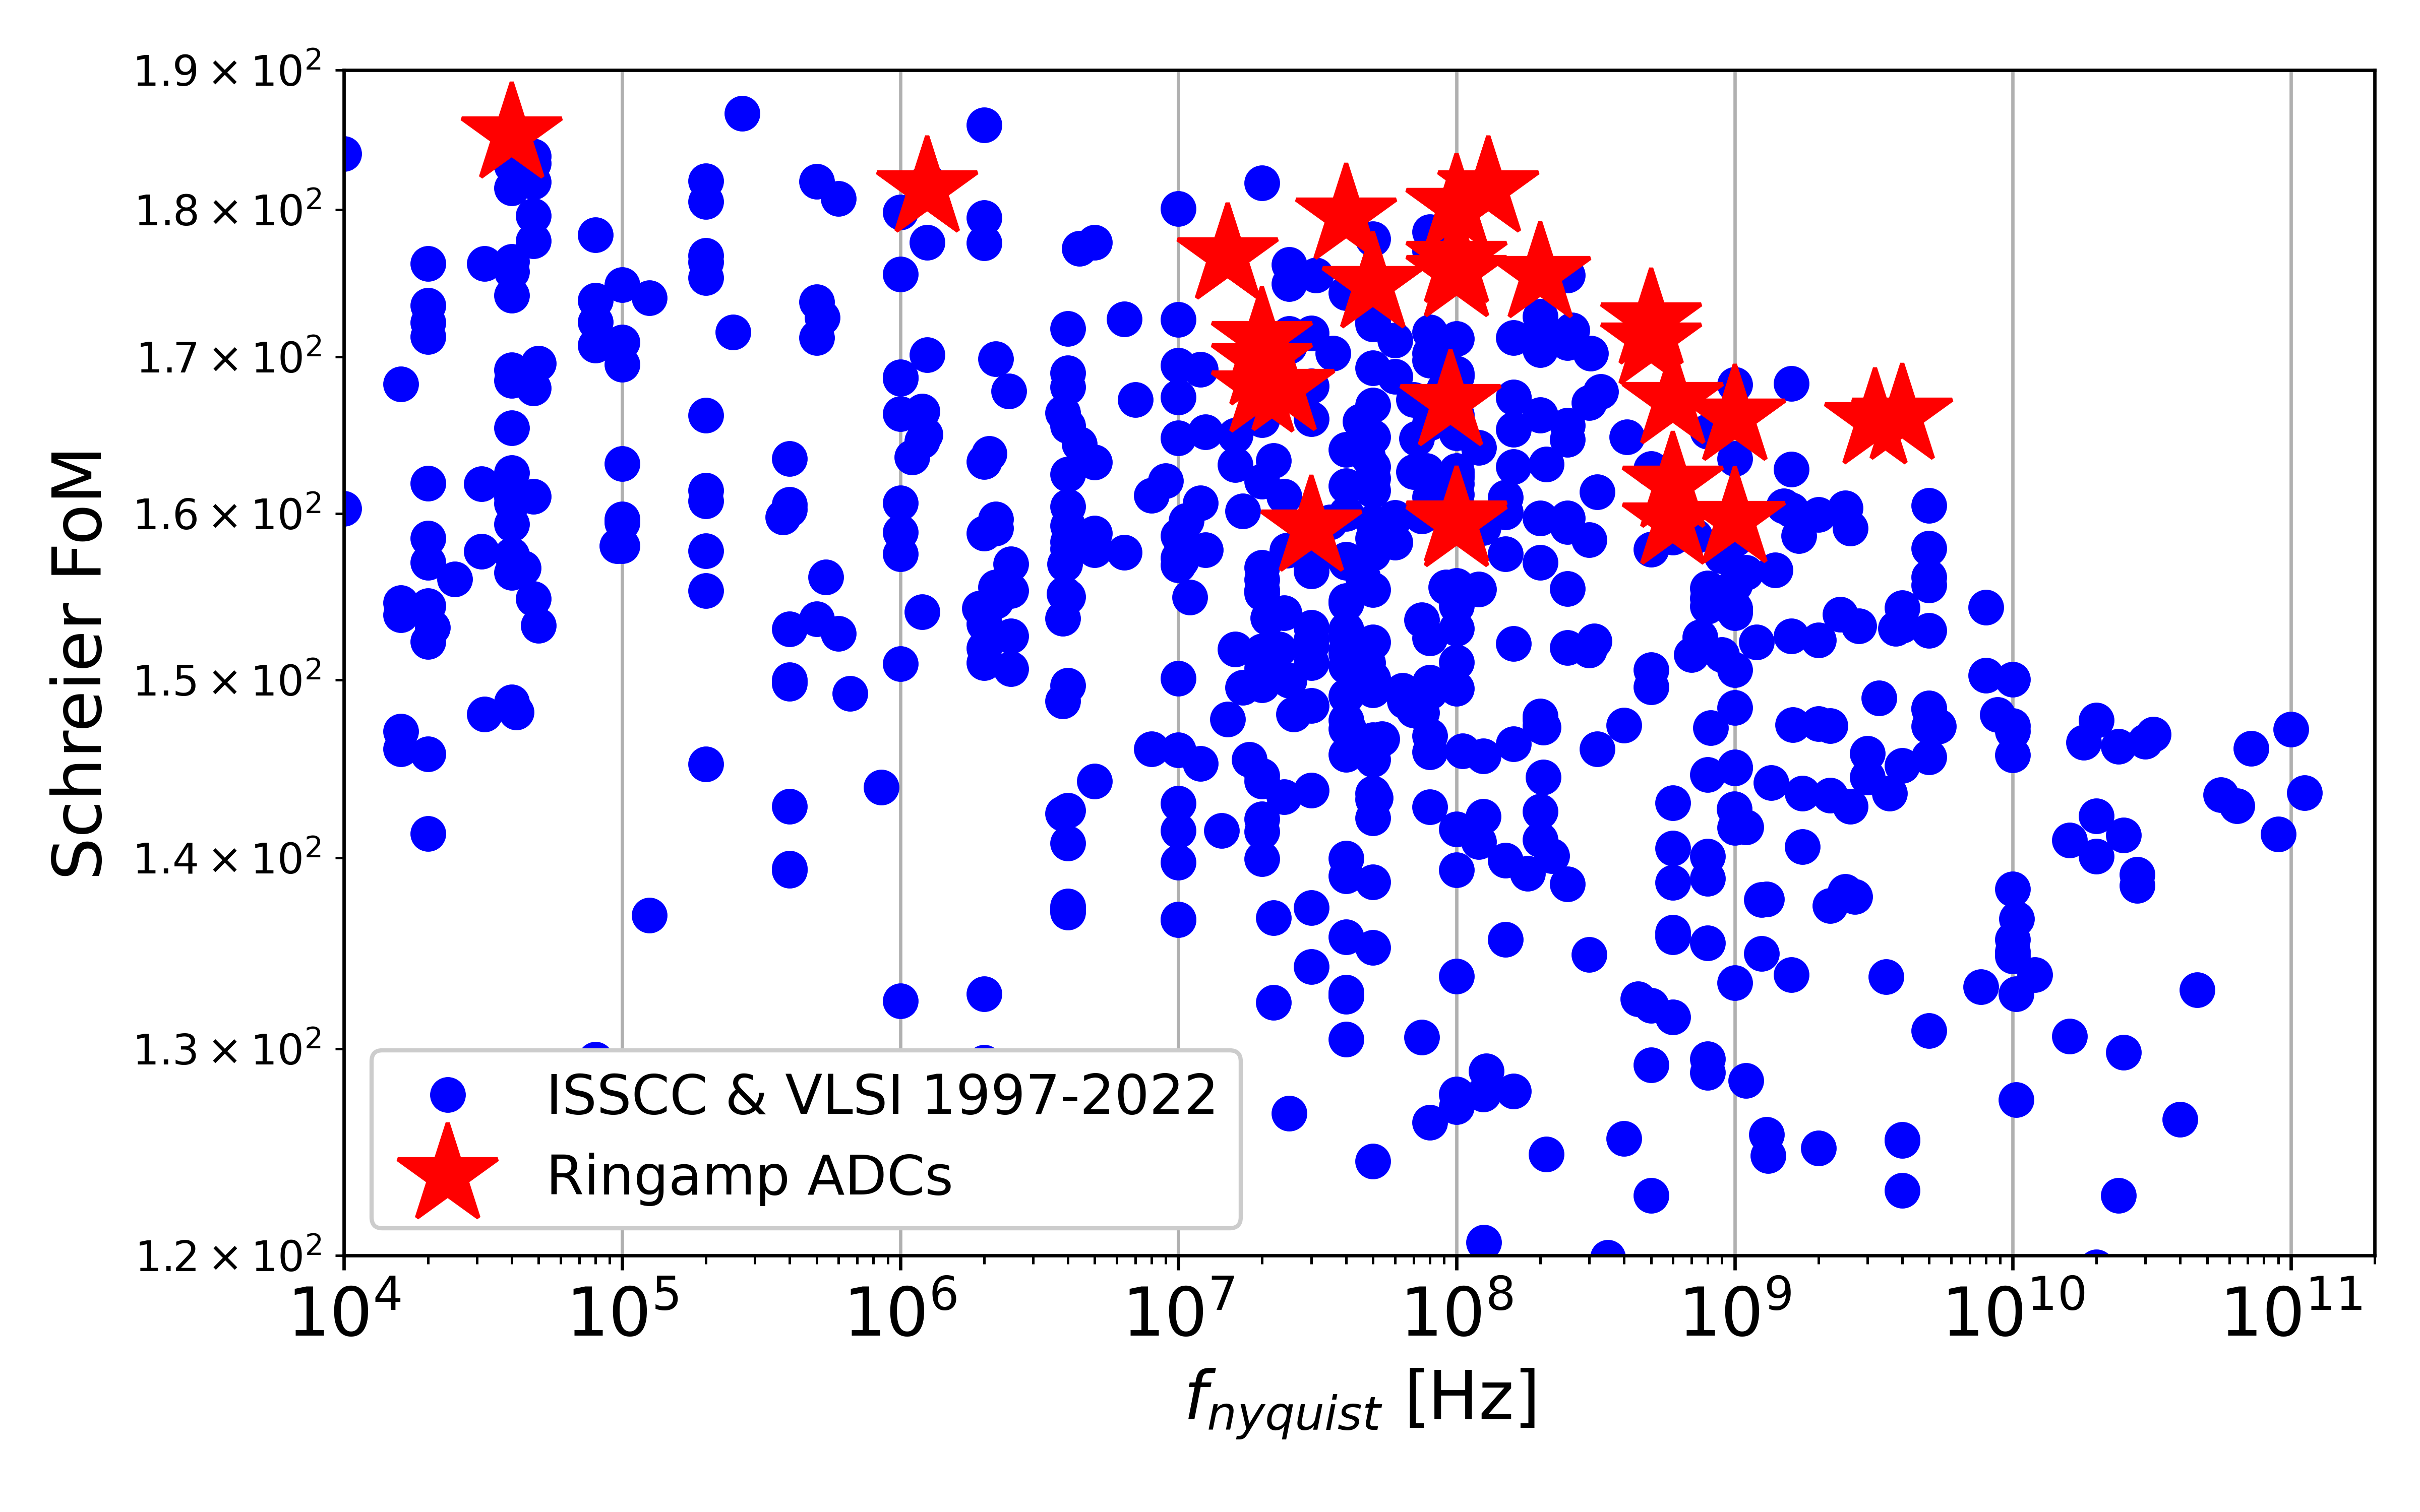 Schreier FoM
1.9 × 10²
1.8 × 10²
1.7 × 10²
1.6 × 10²
1.5 × 10²
1.4 × 10²
1.3 × 10²
1.2 × 10²
ISSCC & VLSI 1997-2022
Ringamp ADCs
10⁴ 10⁵ 10⁶ 10⁷ 10⁸ 10⁹ 10¹⁰ 10¹¹
fnyquist [Hz]